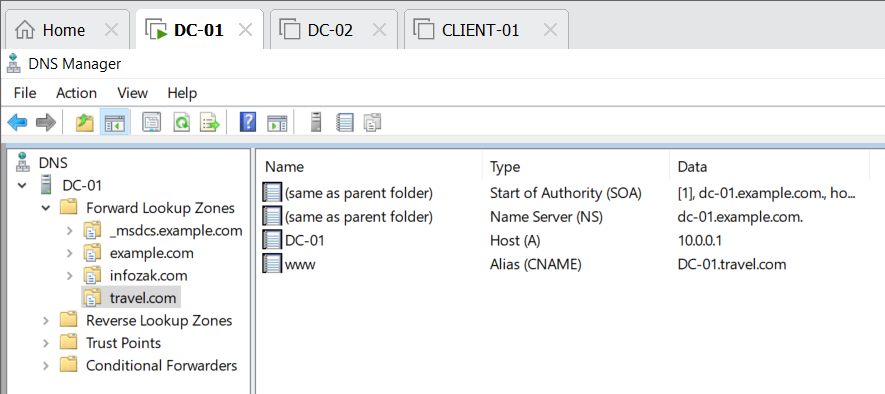 Home DC-01 DC-02 CLIENT-01
DNS Manager
File Action View Help
DNS
DC-01
Forward Lookup Zones
_msdcs.example.com
example.com
infozak.com
travel.com
Reverse Lookup Zones
Trust Points
Conditional Forwarders
Name Type Data
(same as parent folder) Start of Authority (SOA) [1], dc-01.example.com., ho...
(same as parent folder) Name Server (NS) dc-01.example.com.
DC-01 Host (A) 10.0.0.1
www Alias (CNAME) DC-01.travel.com